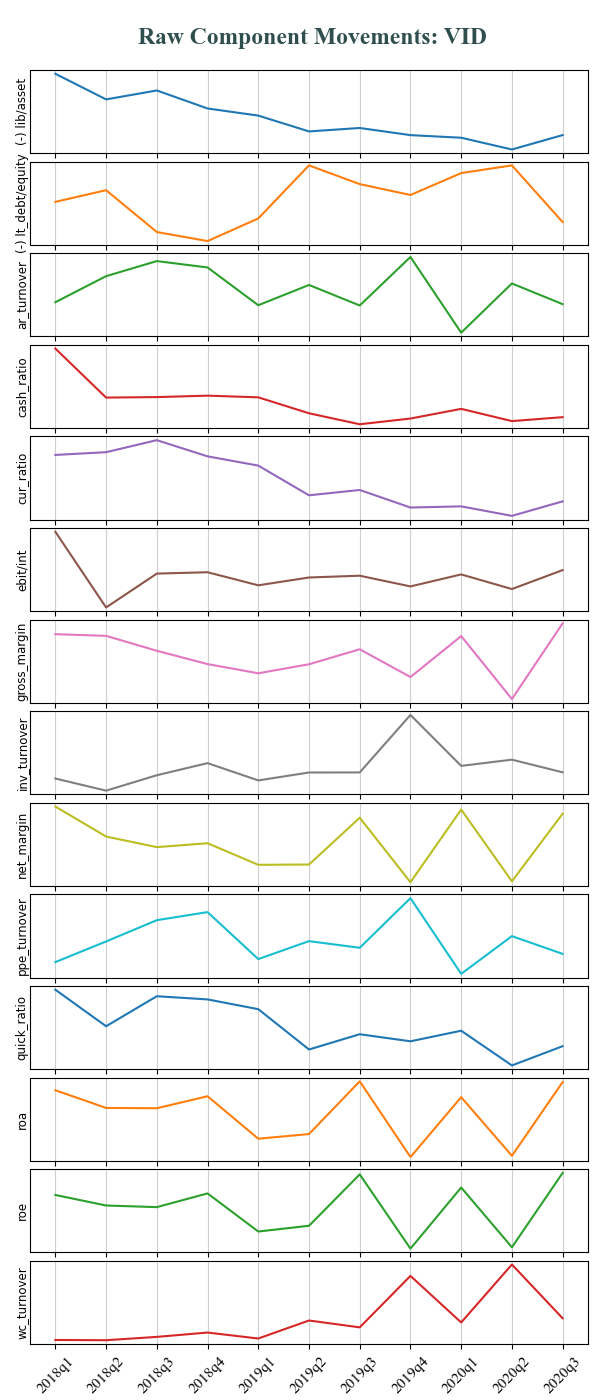 Raw Component Movements: VID
(-) lib/asset
(-) lt_debt/equity
ar_turnover
cash_ratio
cur_ratio
ebit/int
gross_margin
inv_turnover
net_margin
ppe_turnover
quick_ratio
roa
roe
wc_turnover
2018q1 2018q2 2018q3 2018q4 2019q1 2019q2 2019q3 2019q4 2020q1 2020q2 2020q3